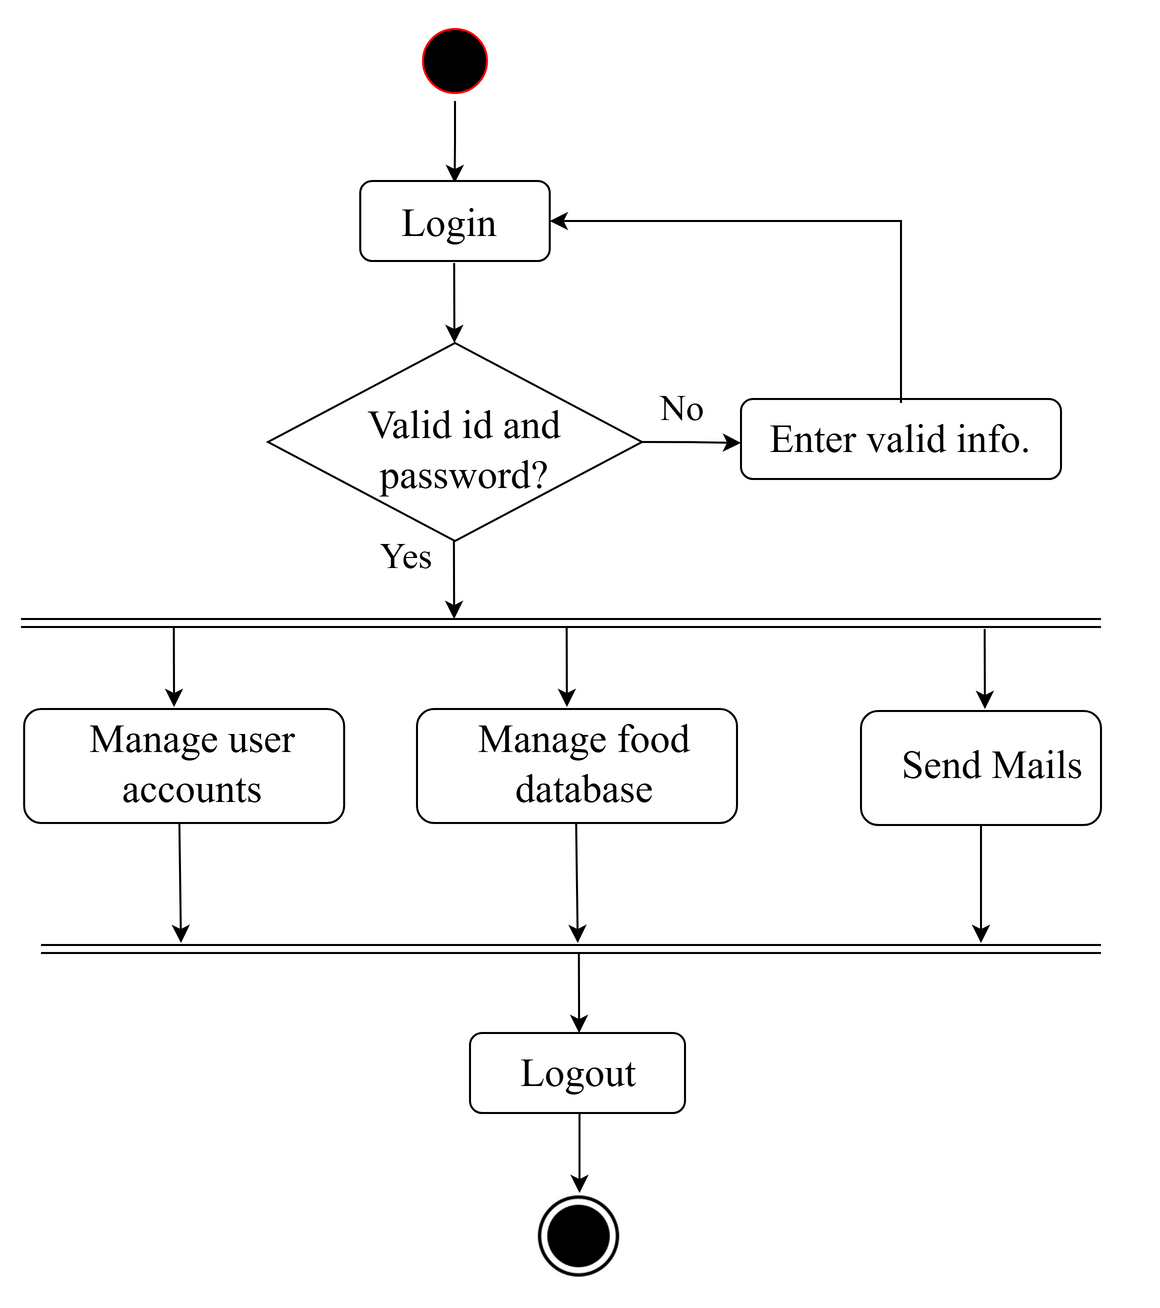 Login
Valid id and
password?
No
Enter valid info.
Yes
Manage user
accounts
Manage food
database
Send Mails
Logout